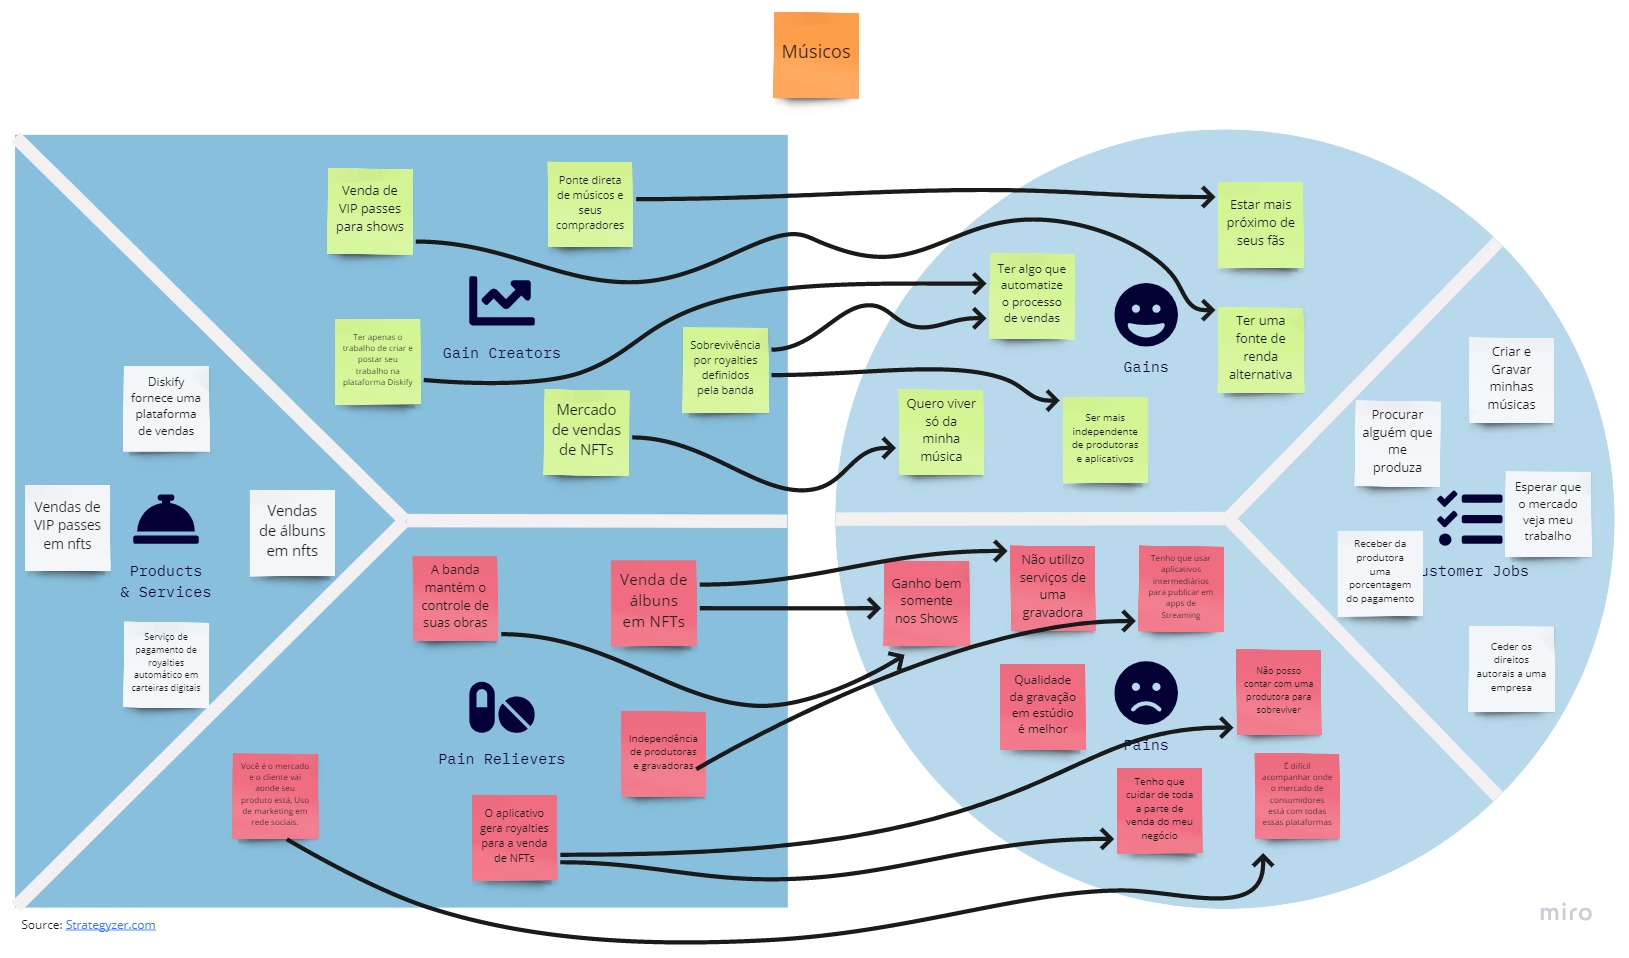 Músicos
Venda de
VIP passes
para shows
Ponte direta
de músicos e
seus
compradores
Gain Creators
Ter apenas o
trabalho de criar e
postar seu
trabalho na
plataforma Diskify
Sobrevivência
por royalties
definidos
pela banda
Mercado
de vendas
de NFTs
Diskify
fornece uma
plataforma
de vendas
Vendas de
VIP passes
em nfts
Vendas
de álbuns
em nfts
Products
& Services
Serviço de
pagamento de
royalties
automático em
carteiras digitais
A banda
mantém o
controle de
suas obras
Venda de
álbuns
em NFTs
Pain Relievers
Independência
de produtoras
e gravadoras
Você é o mercado
e o cliente vai
aonde seu
produto está, Uso
de marketing em
rede sociais.
O aplicativo
gera royalties
para a venda
de NFTs
Estar mais
próximo de
seus fãs
Ter algo que
automatize
o processo
de vendas
Gains
Ter uma
fonte de
renda
alternativa
Quero viver
só da
minha
música
Ser mais
independente
de produtoras
e aplicativos
Ganho bem
somente
nos Shows
Não utilizo
serviços de
uma
gravadora
Tenho que usar
aplicativos
intermediários
para publicar em
apps de
Streaming
Qualidade
da gravação
em estúdio
é melhor
Pains
Não posso
contar com uma
produtora para
sobreviver
Tenho que
cuidar de toda
a parte de
venda do meu
negócio
É difícil
acompanhar onde
o mercado de
consumidores
está com todas
essas plataformas
Criar e
Gravar
minhas
músicas
Procurar
alguém que
me
produza
Esperar que
o mercado
veja meu
trabalho
Receber da
produtora
uma
porcentagem
do pagamento
ustomer Jobs
Ceder os
direitos
autorais a uma
empresa
Source: Strategyzer.com
miro